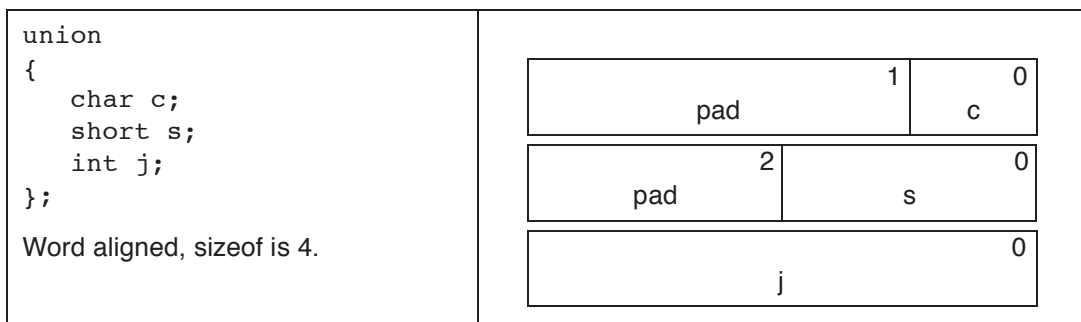 union
{
char c;
short s;
int j;
};
Word aligned, sizeof is 4.
1 0
pad c
2 0
pad s
0
j